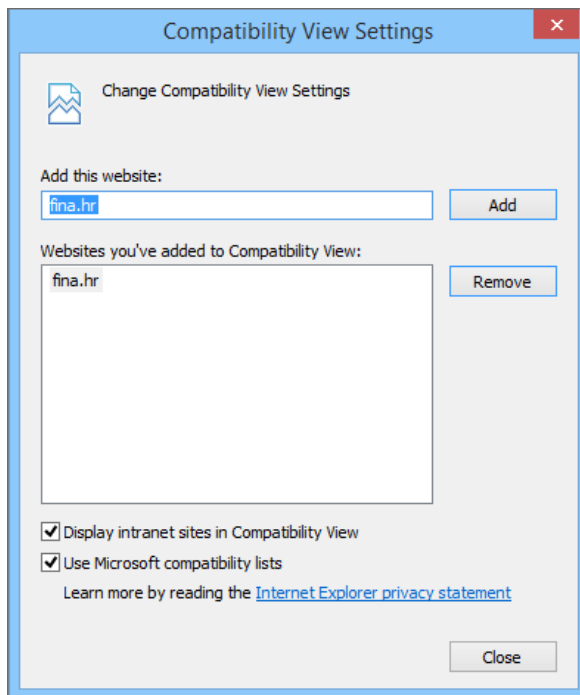 Compatibility View Settings
Change Compatibility View Settings
Add this website:
fina.hr
Add
Websites you've added to Compatibility View:
fina.hr
Remove
Display intranet sites in Compatibility View
Use Microsoft compatibility lists
Learn more by reading the Internet Explorer privacy statement
Close